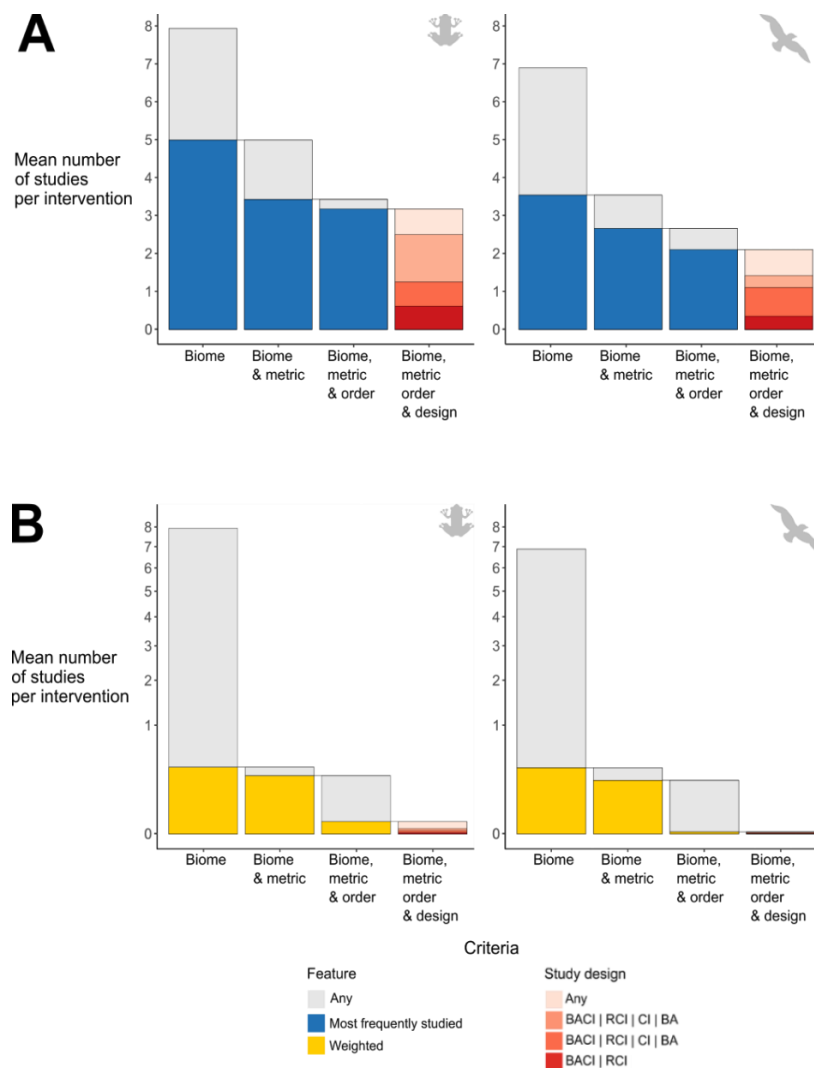 A
Mean number
of studies
per intervention
8
7
6
5
4
3
2
1
0
Biome
Biome
& metric
Biome,
metric
& order
Biome,
metric
order
& design
8
7
6
5
4
3
2
1
0
Biome
Biome
& metric
Biome,
metric
& order
Biome,
metric
order
& design
B
Mean number
of studies
per intervention
8
7
6
5
4
3
2
1
0
Biome
Biome
& metric
Biome,
metric
& order
Biome,
metric
order
& design
8
7
6
5
4
3
2
1
0
Biome
Biome
& metric
Biome,
metric
& order
Biome,
metric
order
& design
Criteria
Feature
Any
Most frequently studied
Weighted
Study design
Any
BACI | RCI | CI | BA
BACI | RCI | CI | BA
BACI | RCI